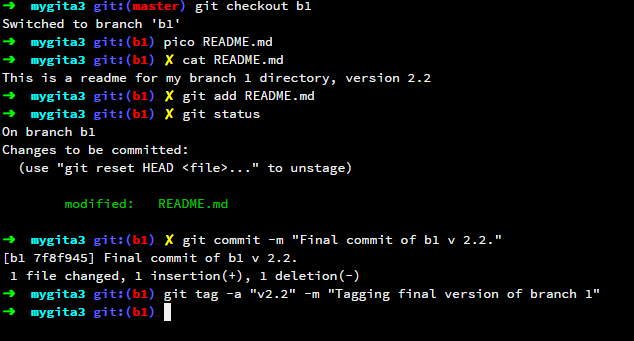 ➜  mygita3 git:(master) git checkout b1
Switched to branch 'b1'
➜  mygita3 git:(b1) pico README.md
➜  mygita3 git:(b1) ✗ cat README.md
This is a readme for my branch 1 directory, version 2.2
➜  mygita3 git:(b1) ✗ git add README.md
➜  mygita3 git:(b1) ✗ git status
On branch b1
Changes to be committed:
  (use "git reset HEAD <file>..." to unstage)
        modified:   README.md
➜  mygita3 git:(b1) ✗ git commit -m "Final commit of b1 v 2.2."
[b1 7f8f945] Final commit of b1 v 2.2.
 1 file changed, 1 insertion(+), 1 deletion(-)
➜  mygita3 git:(b1) git tag -a "v2.2" -m "Tagging final version of branch 1"
➜  mygita3 git:(b1)